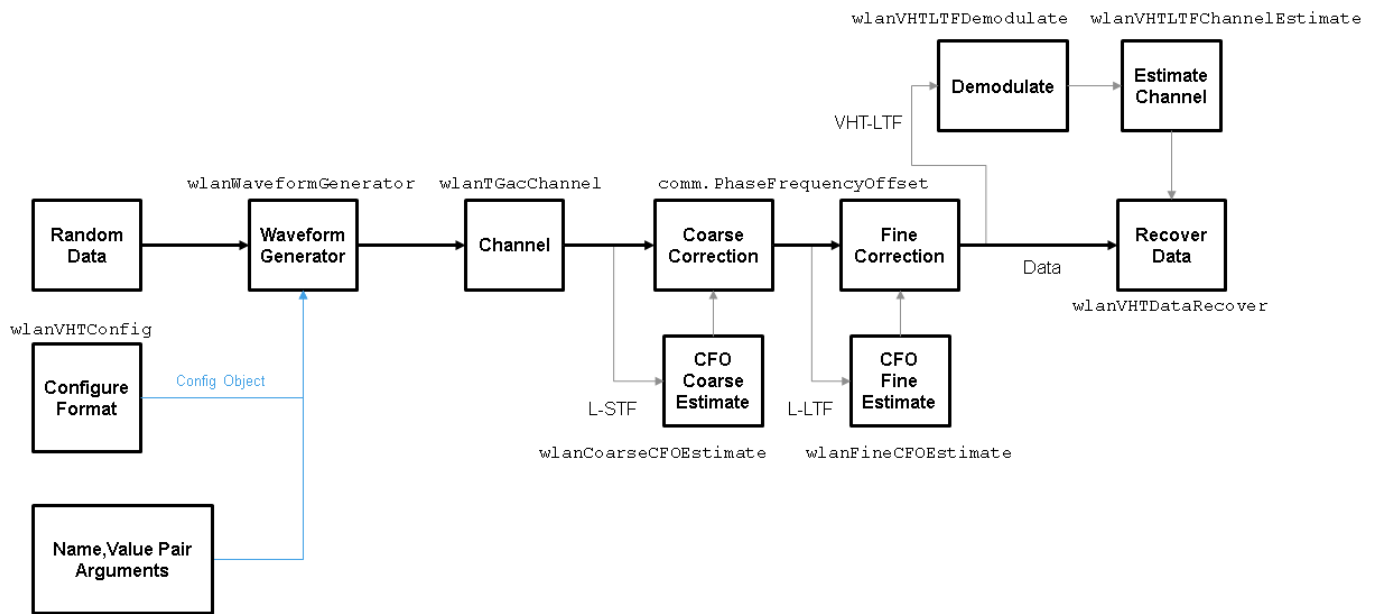 wlanVHTLTFDemodulate
wlanVHTLTFChannelEstimate
Demodulate
Estimate
Channel
VHT-LTF
wlanWaveformGenerator
wlanTGacChannel
comm.PhaseFrequencyOffset
Random
Data
Waveform
Generator
Channel
Coarse
Correction
Fine
Correction
Data
Recover
Data
wlanVHTDataRecover
wlanVHTConfig
Configure
Format
Config Object
L-STF
CFO
Coarse
Estimate
wlanCoarseCFOEstimate
L-LTF
CFO
Fine
Estimate
wlanFineCFOEstimate
Name,Value Pair
Arguments